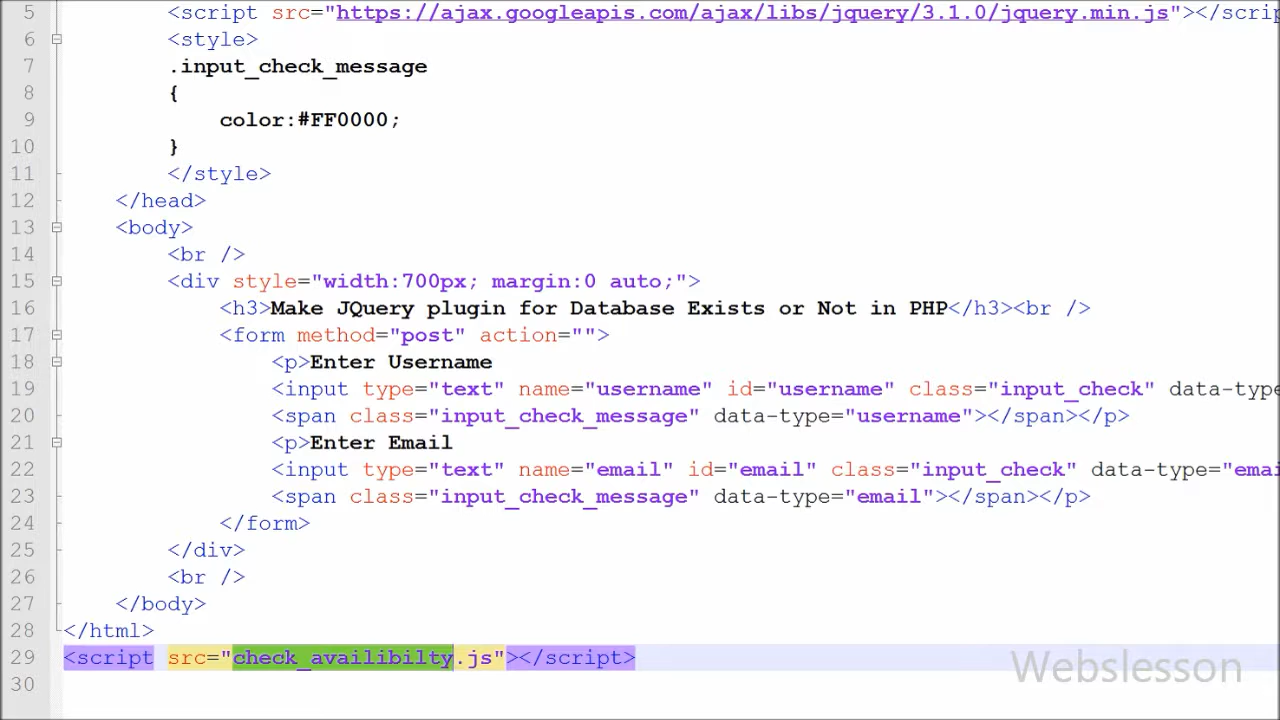 5 <script src="https://ajax.googleapis.com/ajax/libs/jquery/3.1.0/jquery.min.js"></scrip
6 <style>
7 .input_check_message
8 {
9 color:#FF0000;
10 }
11 </style>
12 </head>
13 <body>
14 <br />
15 <div style="width:700px; margin:0 auto;">
16 <h3>Make JQuery plugin for Database Exists or Not in PHP</h3><br />
17 <form method="post" action="">
18 <p>Enter Username
19 <input type="text" name="username" id="username" class="input_check" data-type
20 <span class="input_check_message" data-type="username"></span></p>
21 <p>Enter Email
22 <input type="text" name="email" id="email" class="input_check" data-type="emai
23 <span class="input_check_message" data-type="email"></span></p>
24 </form>
25 </div>
26 <br />
27 </body>
28 </html>
29 <script src="check_availibilty.js"></script>
30
Webslesson